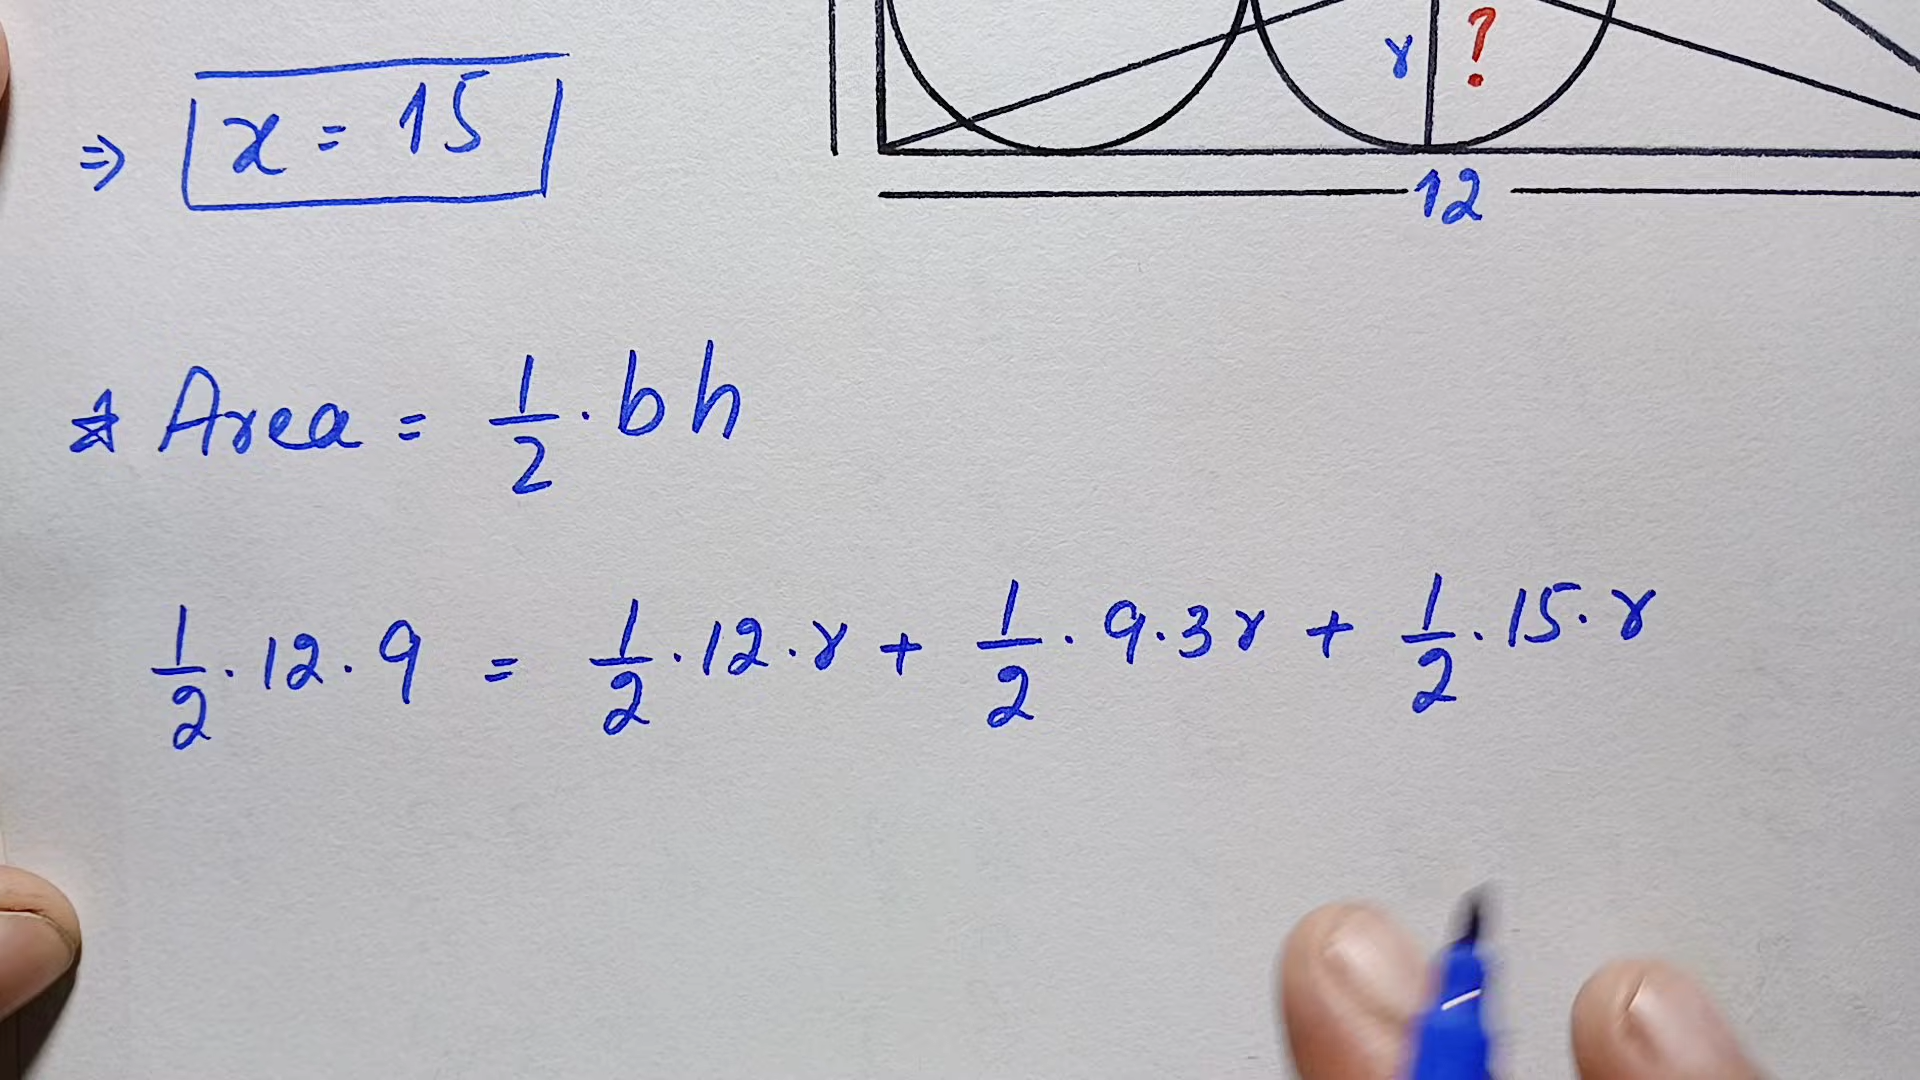 r ?
⇒ x = 15
12
* Area = 1/2 · b h
1/2 · 12 · 9 = 1/2 · 12 · r + 1/2 · 9 · 3r + 1/2 · 15 · r